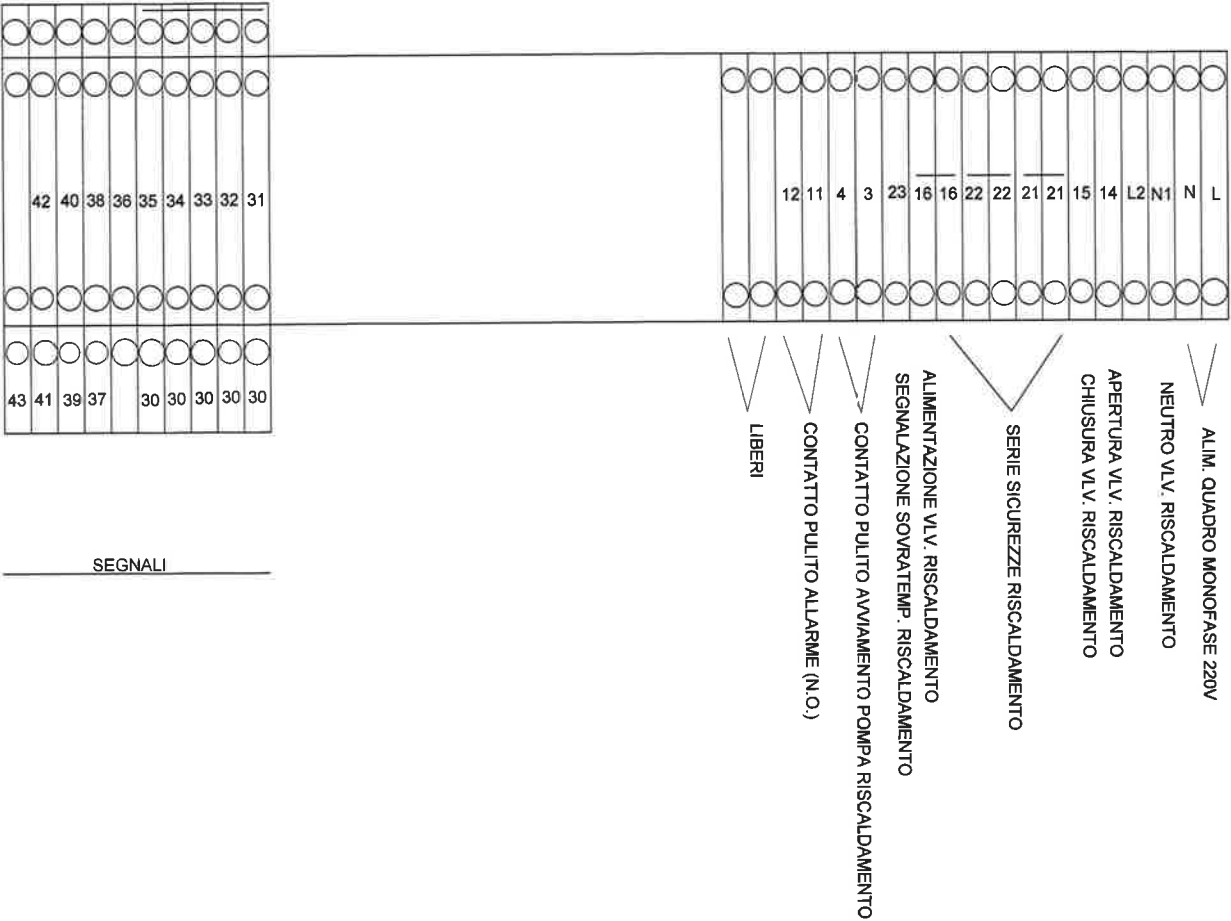 42 40 38 36 35 34 33 32 31
43 41 39 37 30 30 30 30 30
SEGNALI
12 11 4 3 23 16 16 22 22 21 21 15 14 L2 N1 N L
ALIM. QUADRO MONOFASE 220V
NEUTRO VLV. RISCALDAMENTO
APERTURA VLV. RISCALDAMENTO
CHIUSURA VLV. RISCALDAMENTO
SERIE SICUREZZE RISCALDAMENTO
ALIMENTAZIONE VLV. RISCALDAMENTO
SEGNALAZIONE SOVRATEMP. RISCALDAMENTO
CONTATTO PULITO AVVIAMENTO POMPA RISCALDAMENTO
CONTATTO PULITO ALLARME (N.O.)
LIBERI